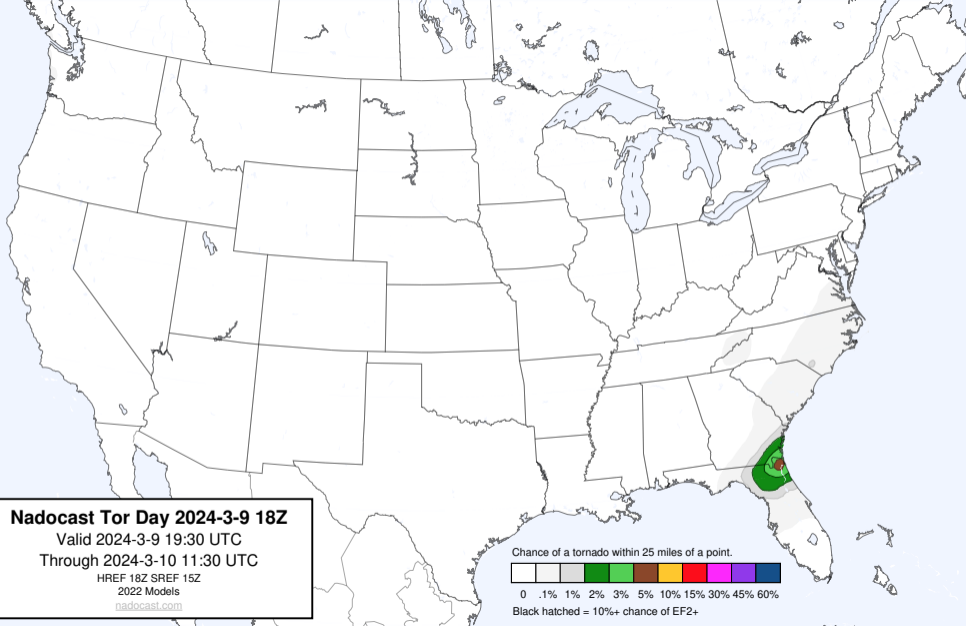 Nadocast Tor Day 2024-3-9 18Z
Valid 2024-3-9 19:30 UTC
Through 2024-3-10 11:30 UTC
HREF 18Z SREF 15Z
2022 Models
nadocast.com
Chance of a tornado within 25 miles of a point.
0 .1% 1% 2% 3% 5% 10% 15% 30% 45% 60%
Black hatched = 10%+ chance of EF2+